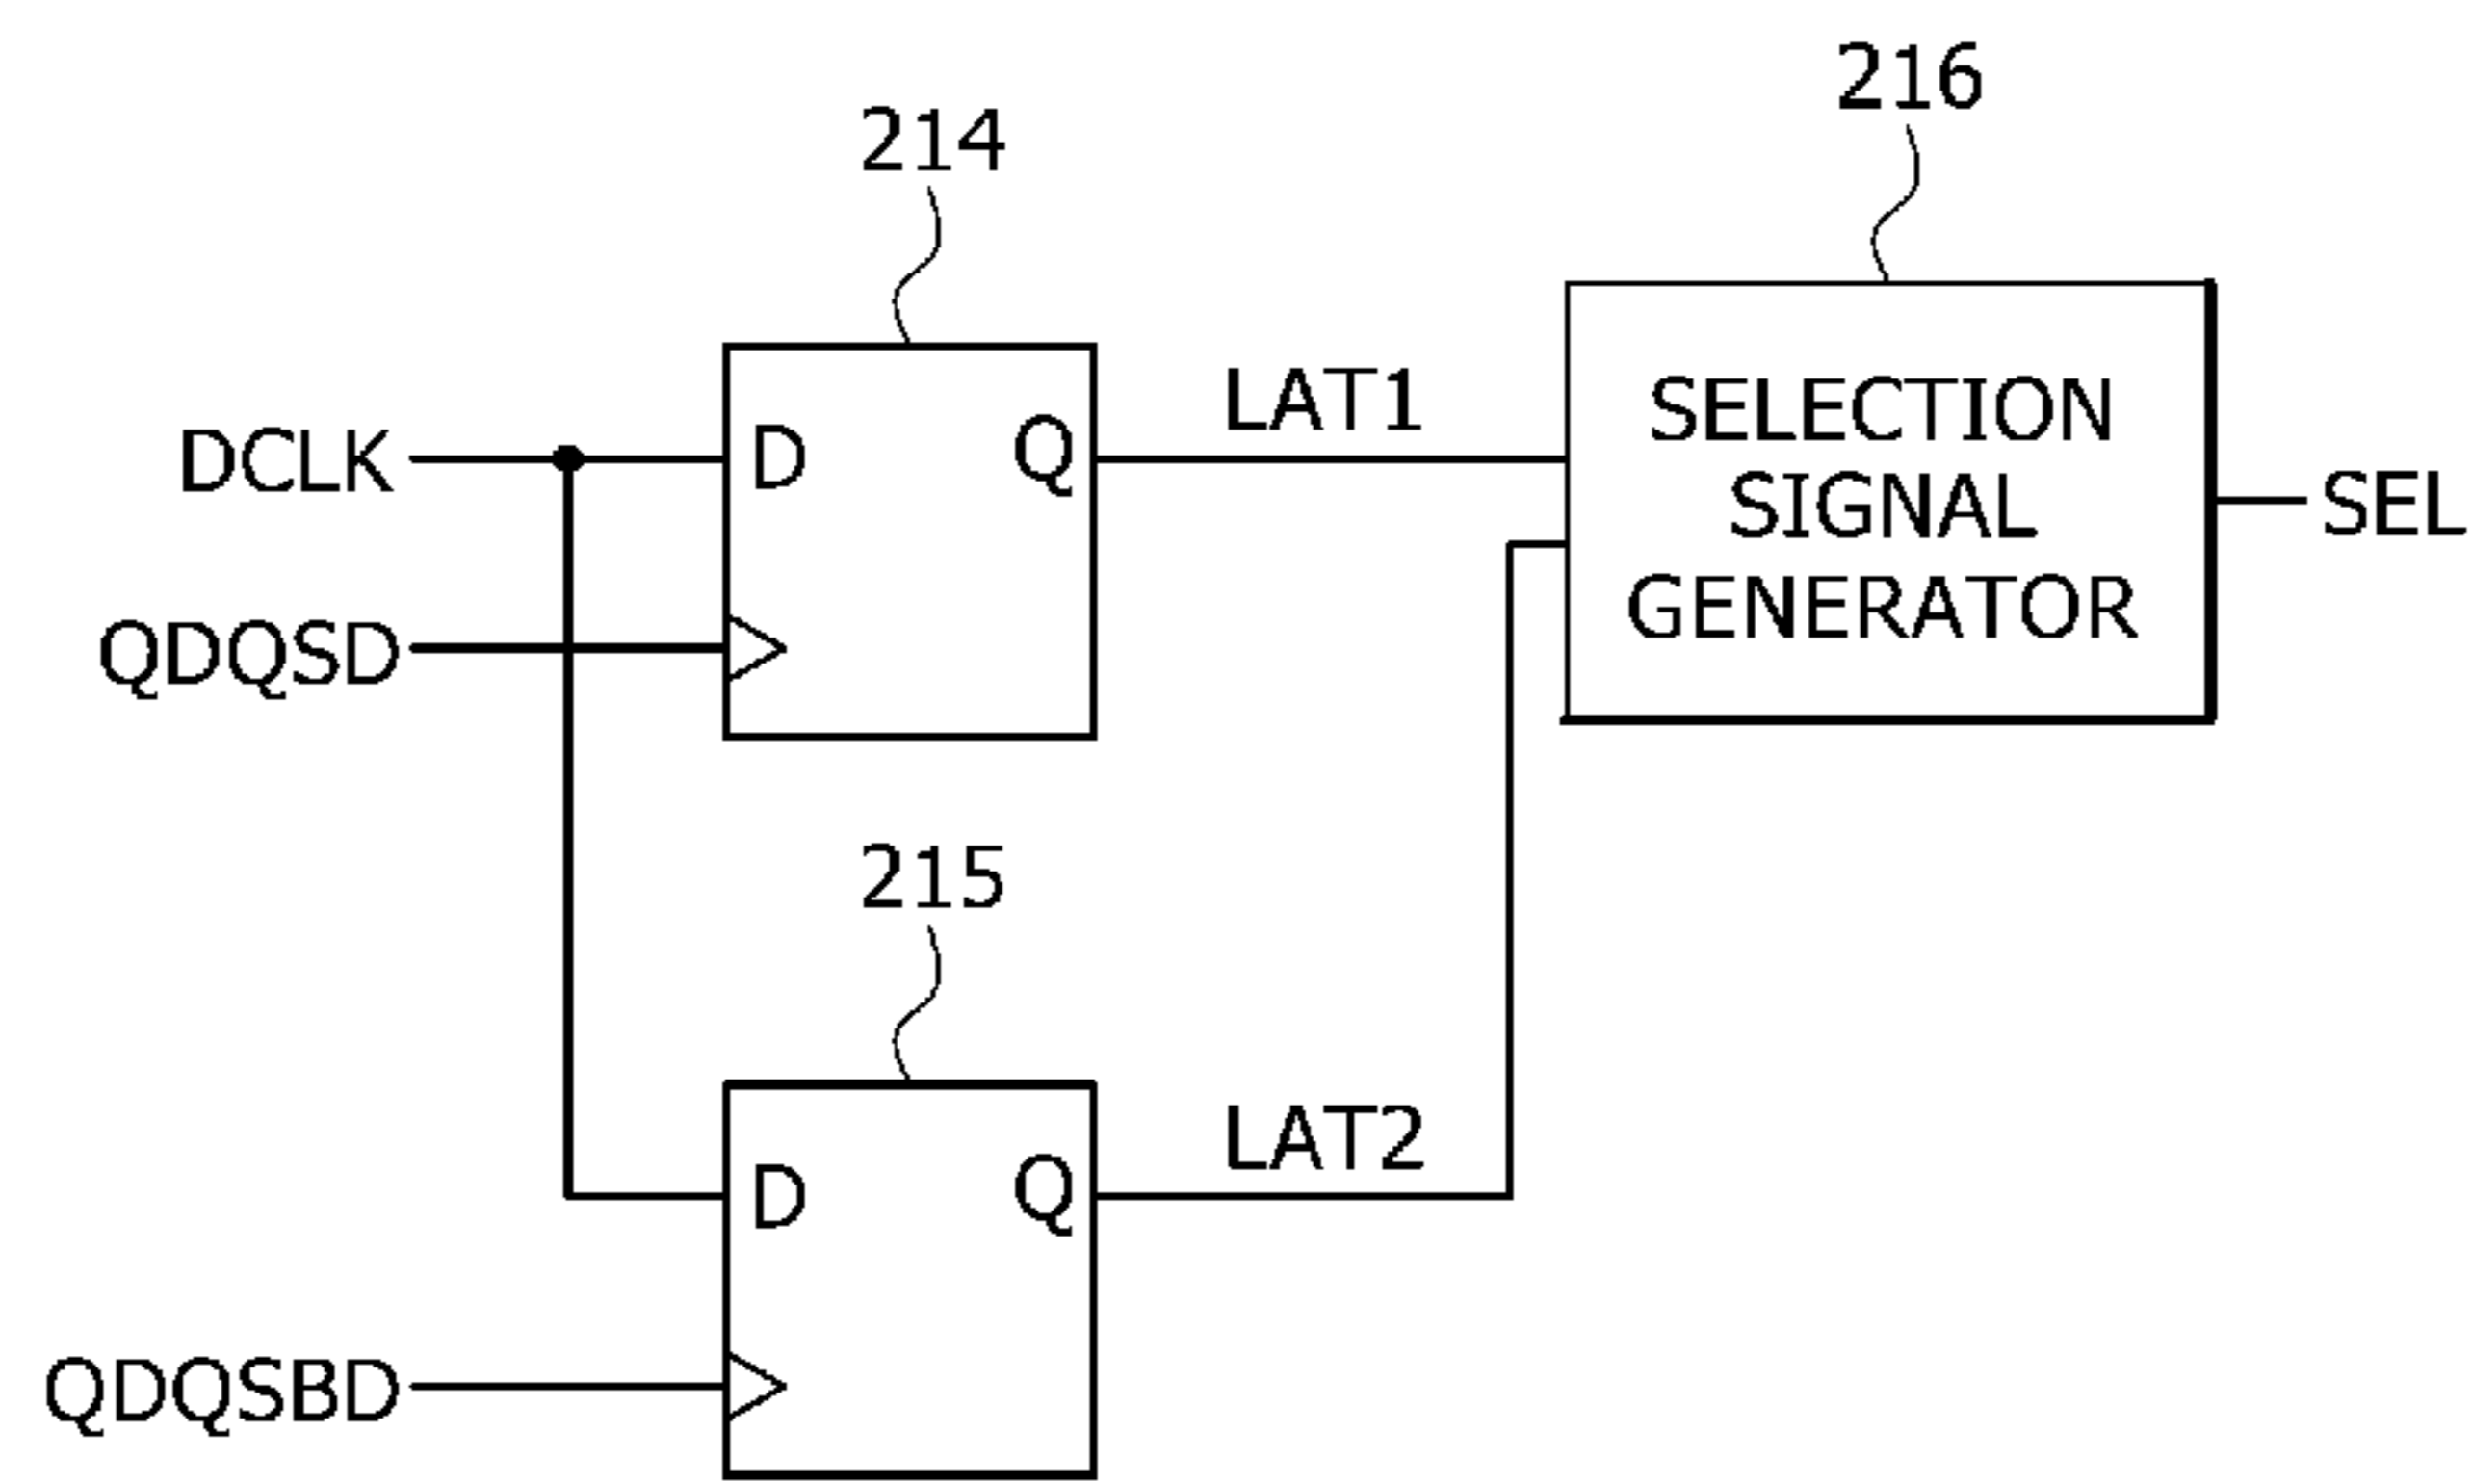 216
214
DCLK
D
Q
LAT1
SELECTION
SIGNAL
GENERATOR
SEL
QDQSD
215
D
Q
LAT2
QDQSBD